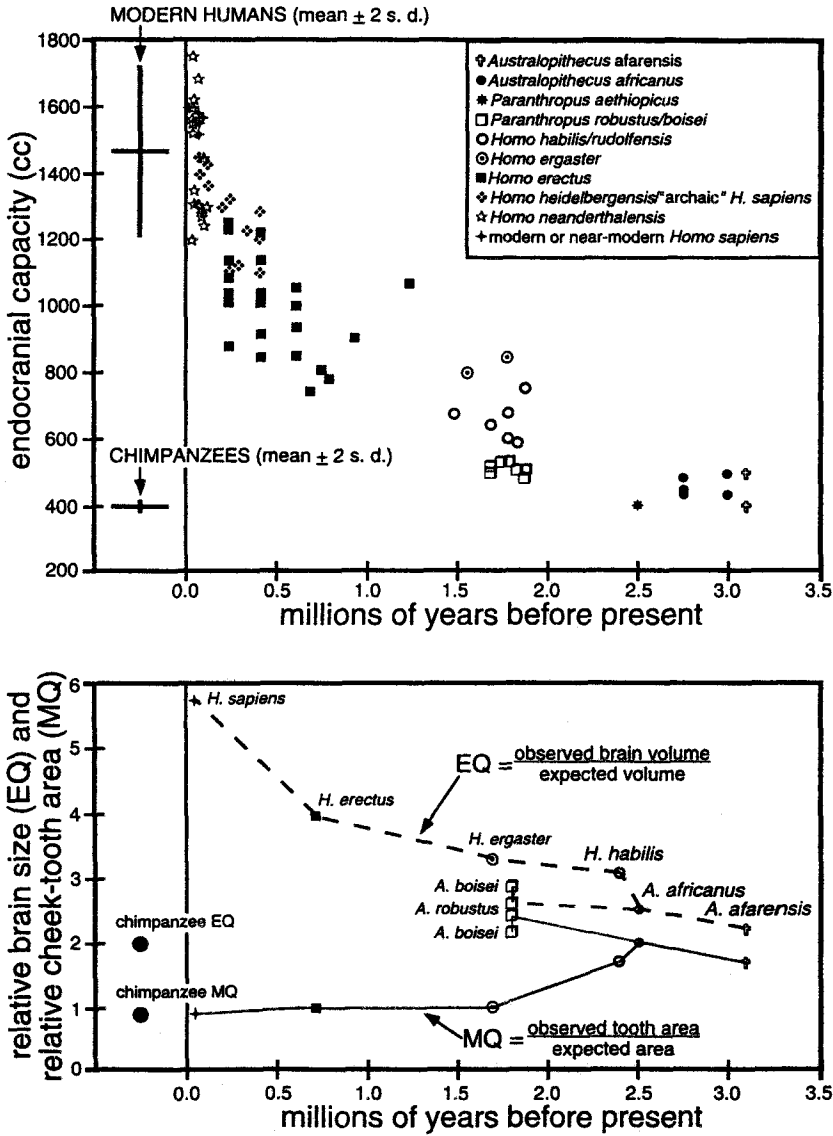 MODERN HUMANS (mean ± 2 s. d.)
1800
1600
1400
1200
1000
800
600
400
200
endocranial capacity (cc)
Australopithecus afarensis
Australopithecus africanus
Paranthropus aethiopicus
Paranthropus robustus/boisei
Homo habilis/rudolfensis
Homo ergaster
Homo erectus
Homo heidelbergensis/"archaic" H. sapiens
Homo neanderthalensis
modern or near-modern Homo sapiens
CHIMPANZEES (mean ± 2 s. d.)
0.0 0.5 1.0 1.5 2.0 2.5 3.0 3.5
millions of years before present
relative brain size (EQ) and
relative cheek-tooth area (MQ)
6
5
4
3
2
1
0
H. sapiens
EQ = observed brain volume
expected volume
H. erectus
H. ergaster
H. habilis
A. boisei
A. africanus
A. robustus
A. afarensis
A. boisei
chimpanzee EQ
chimpanzee MQ
MQ = observed tooth area
expected area
0.0 0.5 1.0 1.5 2.0 2.5 3.0 3.5
millions of years before present